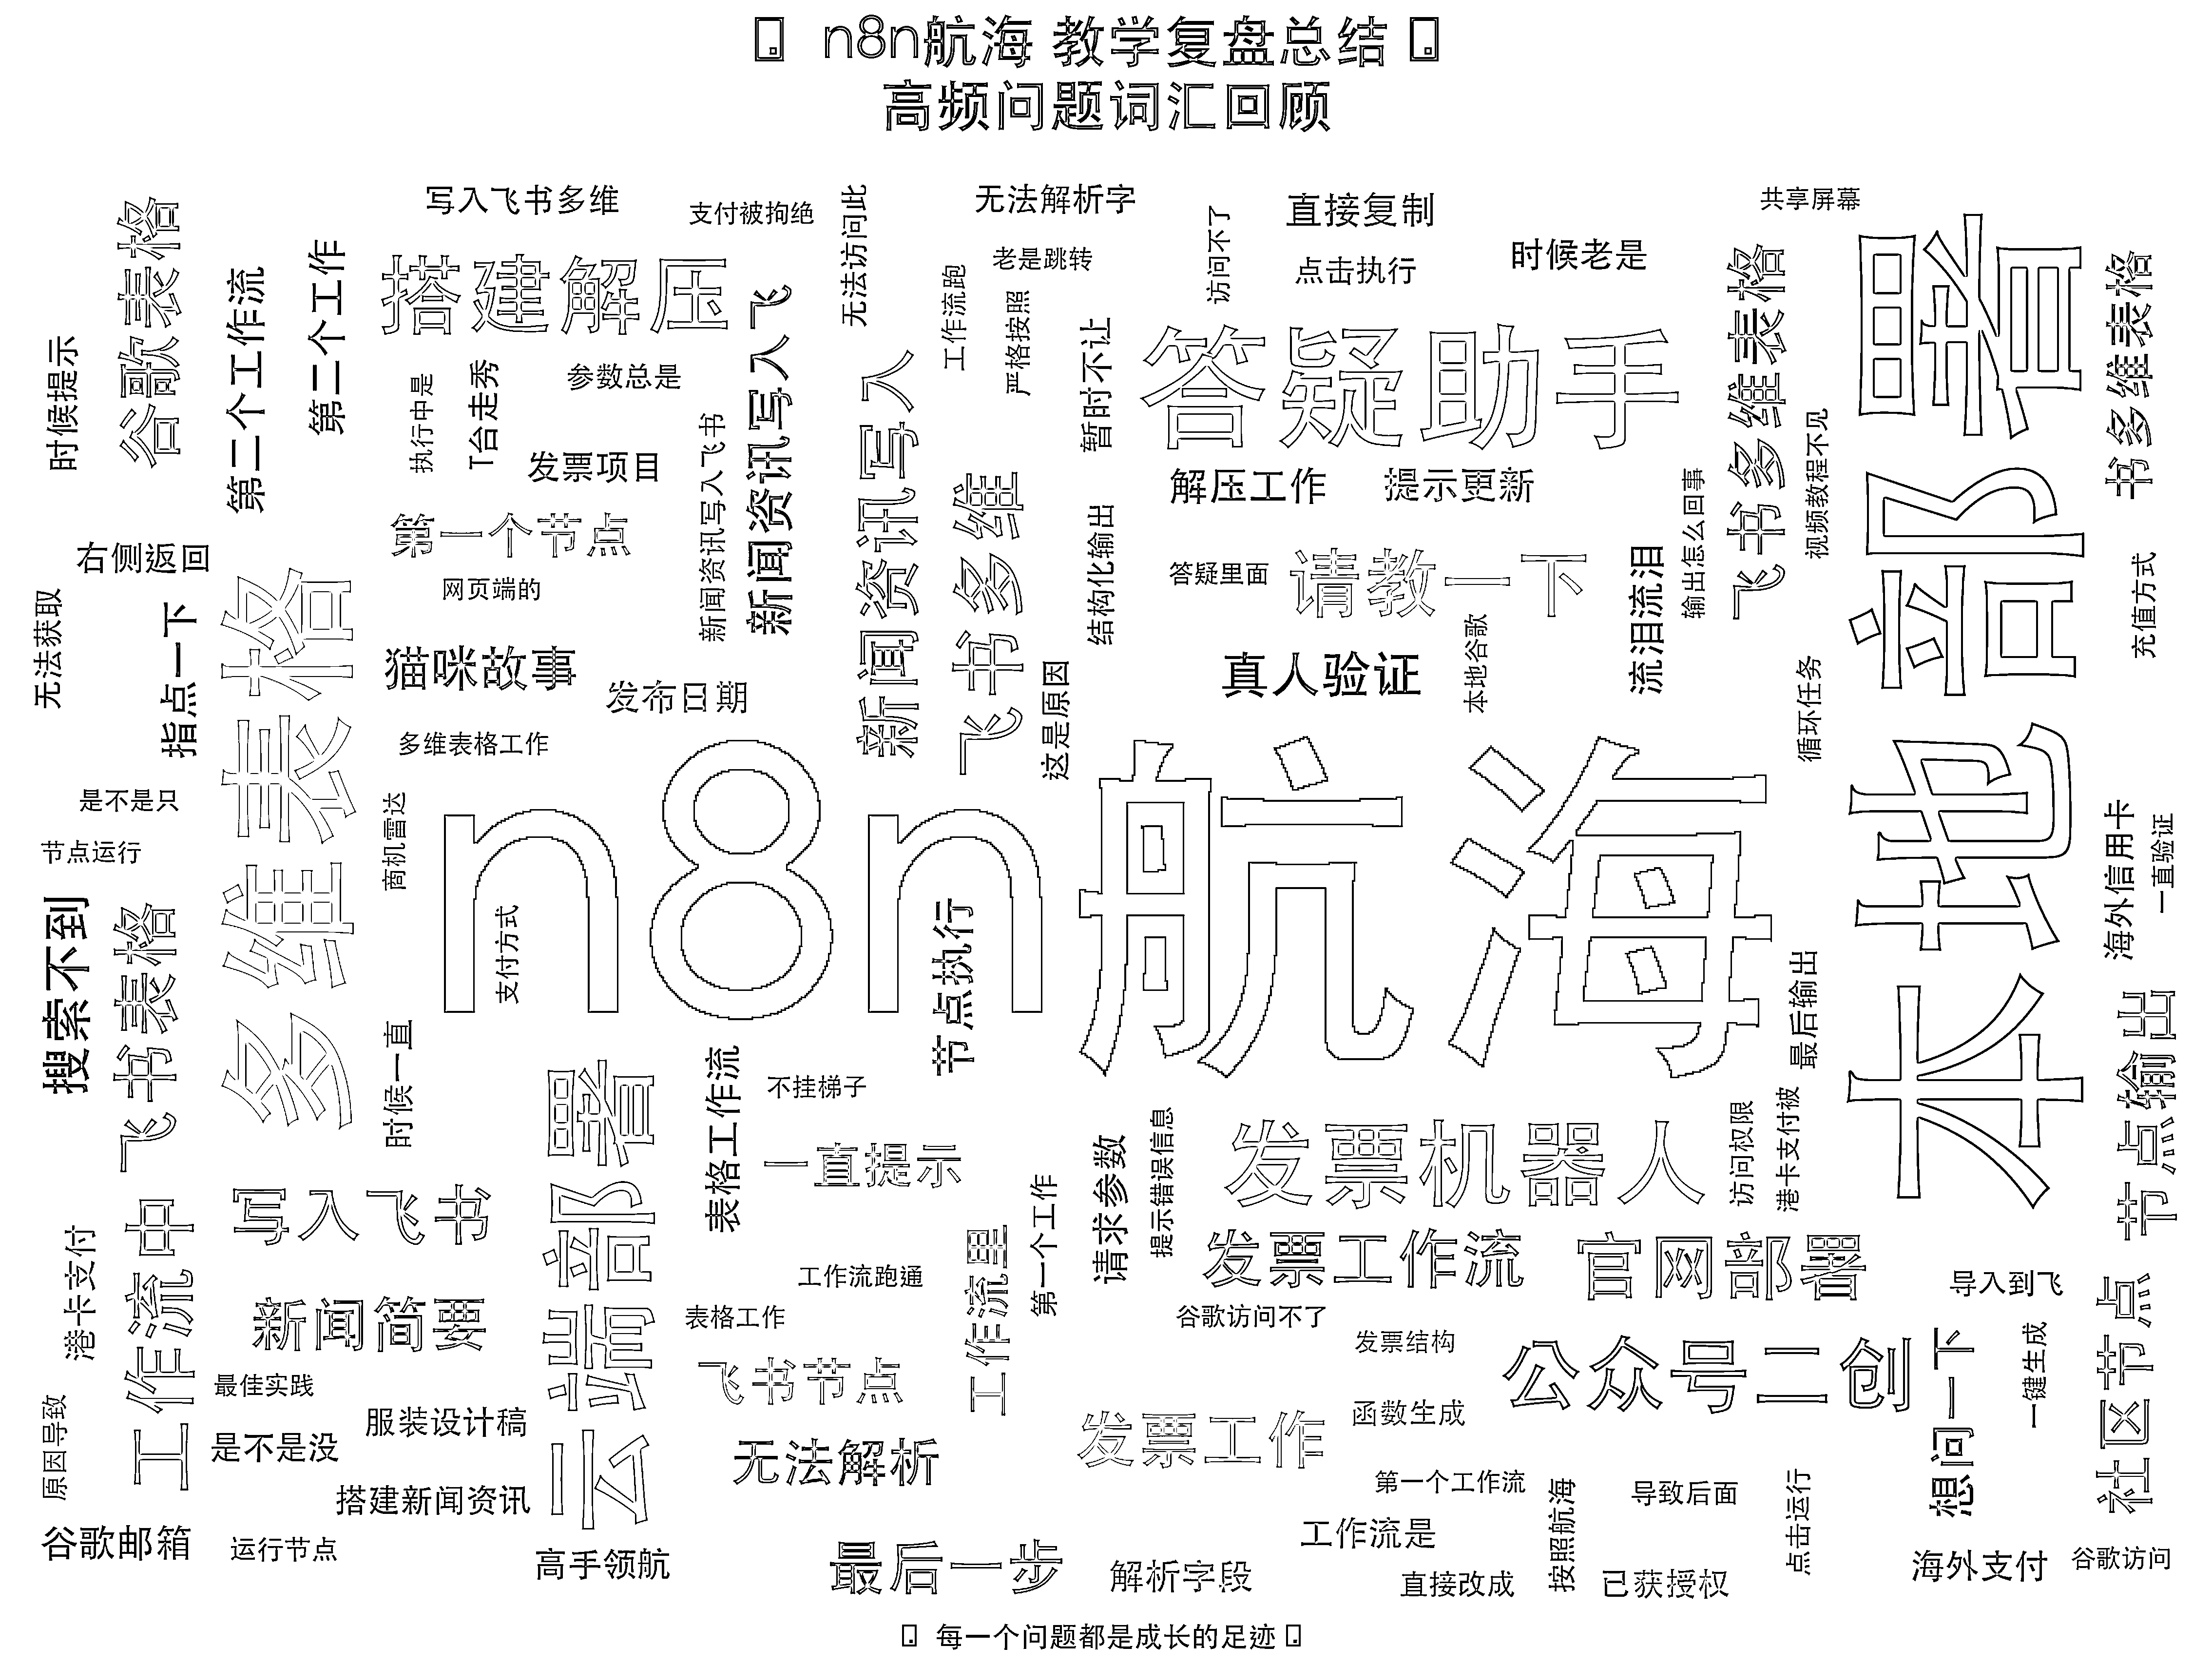 n8n航海 教学复盘总结
高频问题词汇回顾
写入飞书多维
支付被拘绝
无法访问此
无法解析字
直接复制
共享屏幕
谷歌表格
第二个工作流
第二个工作
搭建解压
老是跳转
访问不了
点击执行
时候老是
本地部署
书多维表格
时候提示
执行中是
T台走秀
参数总是
新闻资讯写入飞
工作流跑
严格按照
暂时不让
答疑助手
飞书多维表格
视频教程不见
发票项目
新闻资讯写入飞书
新闻资讯写入
飞书多维
解压工作
提示更新
输出怎么回事
第一个节点
结构化输出
右侧返回
网页端的
答疑里面
请教一下
流泪流泪
充值方式
无法获取
指点一下
多维表格
猫咪故事
发布日期
这是原因
真人验证
本地谷歌
循环任务
多维表格工作
是不是只
节点运行
商机雷达
n8n航海
支付方式
节点执行
海外信用卡
一直验证
搜索不到
飞书表格
最后输出
节点输出
时候一直
云端部署
表格工作流
不挂梯子
一直提示
请求参数
提示错误信息
发票机器人
访问权限
港卡支付被
写入飞书
第一个工作
港卡支付
工作流中
工作流里
发票工作流
官网部署
工作流跑通
导入到飞
新闻简要
表格工作
谷歌访问不了
发票结构
公众号二创
想问一下
一键生成
社区节点
最佳实践
飞书节点
原因导致
服装设计稿
是不是没
无法解析
发票工作
函数生成
第一个工作流
导致后面
点击运行
搭建新闻资讯
按照航海
工作流是
谷歌邮箱
运行节点
高手领航
最后一步
解析字段
直接改成
已获授权
海外支付
谷歌访问
每一个问题都是成长的足迹